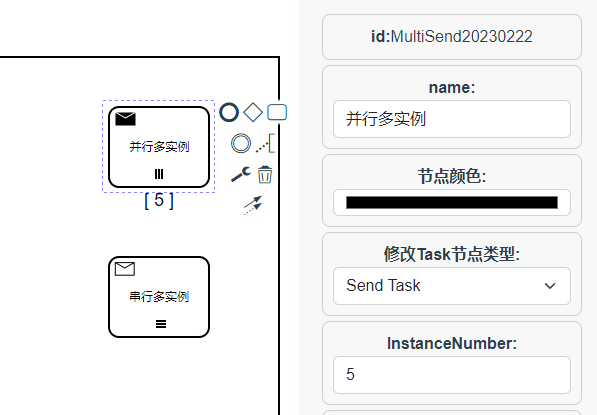 并行多实例
[ 5 ]
串行多实例
id:MultiSend20230222
name:
并行多实例
节点颜色:
修改Task节点类型:
Send Task
InstanceNumber:
5